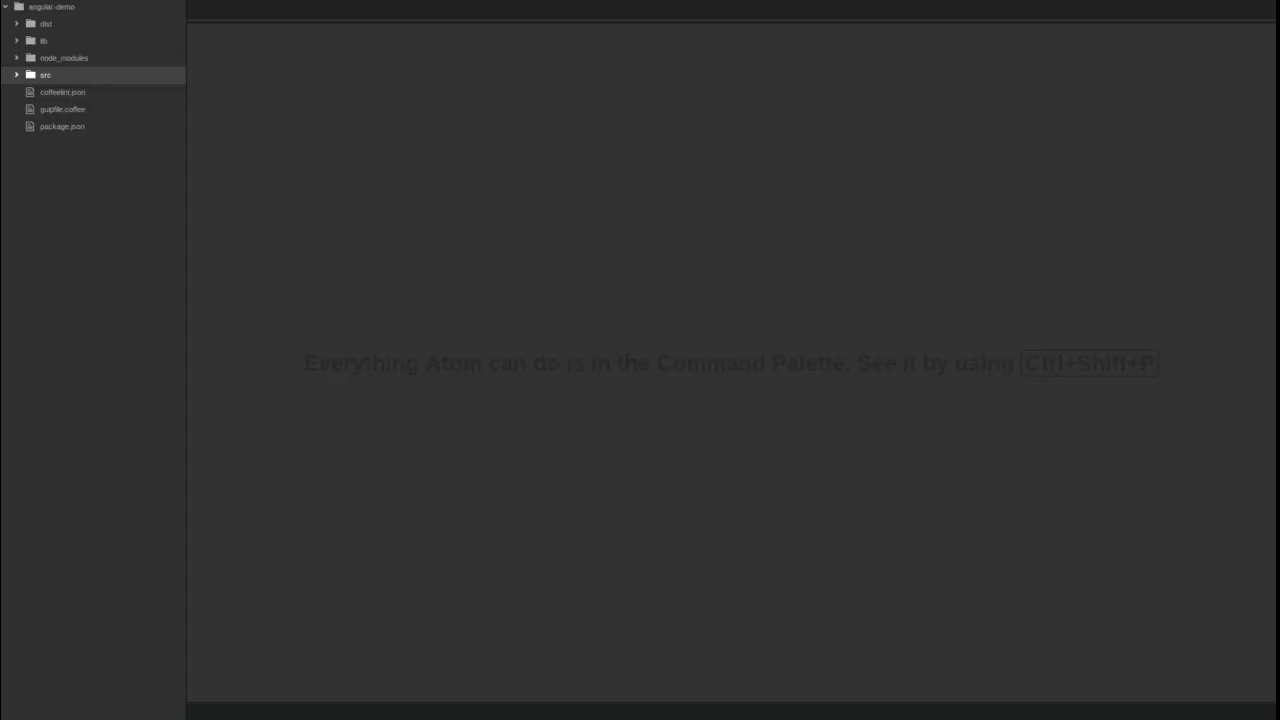 angular-demo
dist
lib
node_modules
src
coffeelint.json
gulpfile.coffee
package.json
Everything Atom can do is in the Command Palette. See it by using Ctrl+Shift+P